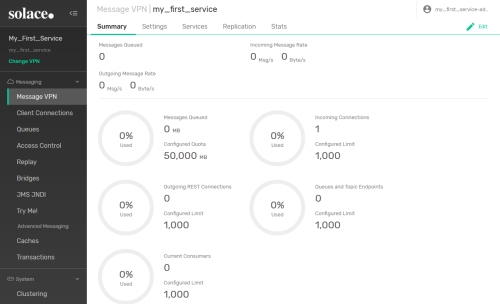 solace.
My_First_Service
my_first_service
Change VPN
Messaging
Message VPN
Client Connections
Queues
Access Control
Replay
Bridges
JMS JNDI
Try Me!
Advanced Messaging
Caches
Transactions
System
Clustering
Message VPN | my_first_service
my_first_service-ad...
Summary Settings Services Replication Stats
Edit
Messages Queued
0
Incoming Message Rate
0 Msg/s 0 Byte/s
Outgoing Message Rate
0 Msg/s 0 Byte/s
0%
Used
Messages Queued
0 MB
Configured Quota
50,000 MB
0%
Used
Incoming Connections
1
Configured Limit
1,000
0%
Used
Outgoing REST Connections
0
Configured Limit
1,000
0%
Used
Queues and Topic Endpoints
0
Configured Limit
1,000
0%
Used
Current Consumers
0
Configured Limit
1,000